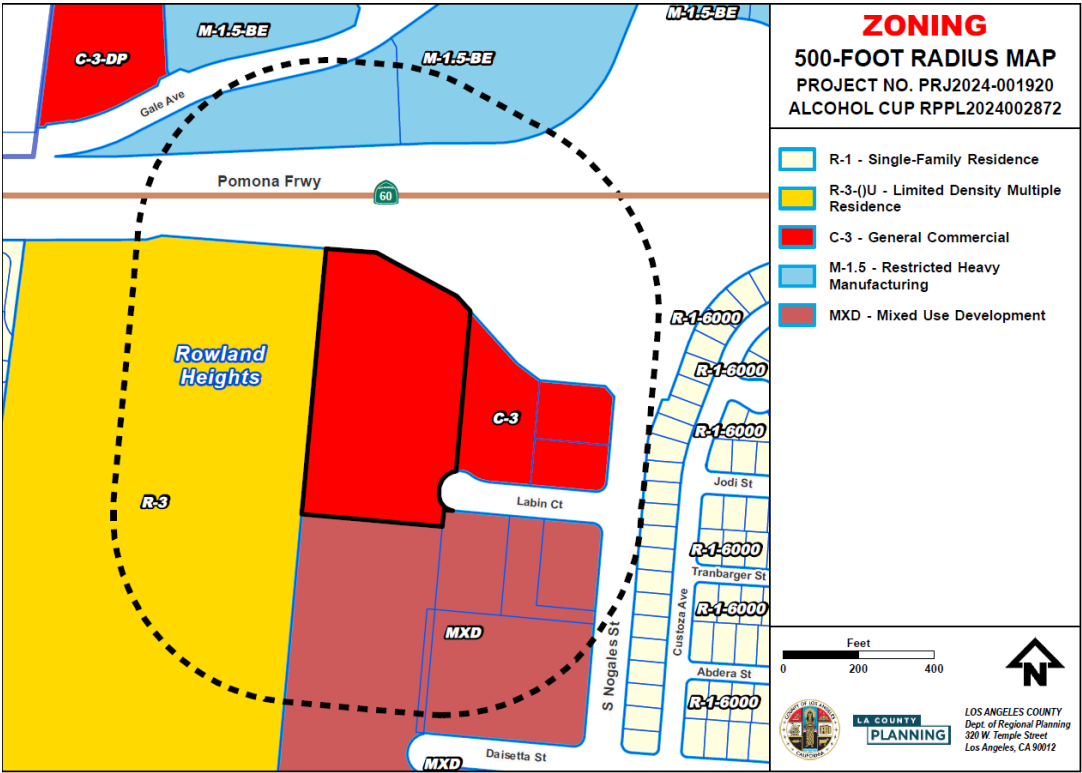 M-1.5-BE
M-1.5-BE
C-3-DP
M-1.5-BE
Gale Ave
Pomona Frwy
60
Rowland
Heights
R-1-6000
R-1-6000
C-3
R-1-6000
Jodi St
R-3
Labin Ct
R-1-6000
Tranbarger St
R-1-6000
Custoza Ave
MXD
S Nogales St
Abdera St
R-1-6000
Daisetta St
MXD
ZONING
500-FOOT RADIUS MAP
PROJECT NO. PRJ2024-001920
ALCOHOL CUP RPPL2024002872
R-1 - Single-Family Residence
R-3-()U - Limited Density Multiple
Residence
C-3 - General Commercial
M-1.5 - Restricted Heavy
Manufacturing
MXD - Mixed Use Development
Feet
0 200 400
N
LA COUNTY
PLANNING
LOS ANGELES COUNTY
Dept. of Regional Planning
320 W. Temple Street
Los Angeles, CA 90012
COUNTY OF LOS ANGELES
CALIFORNIA